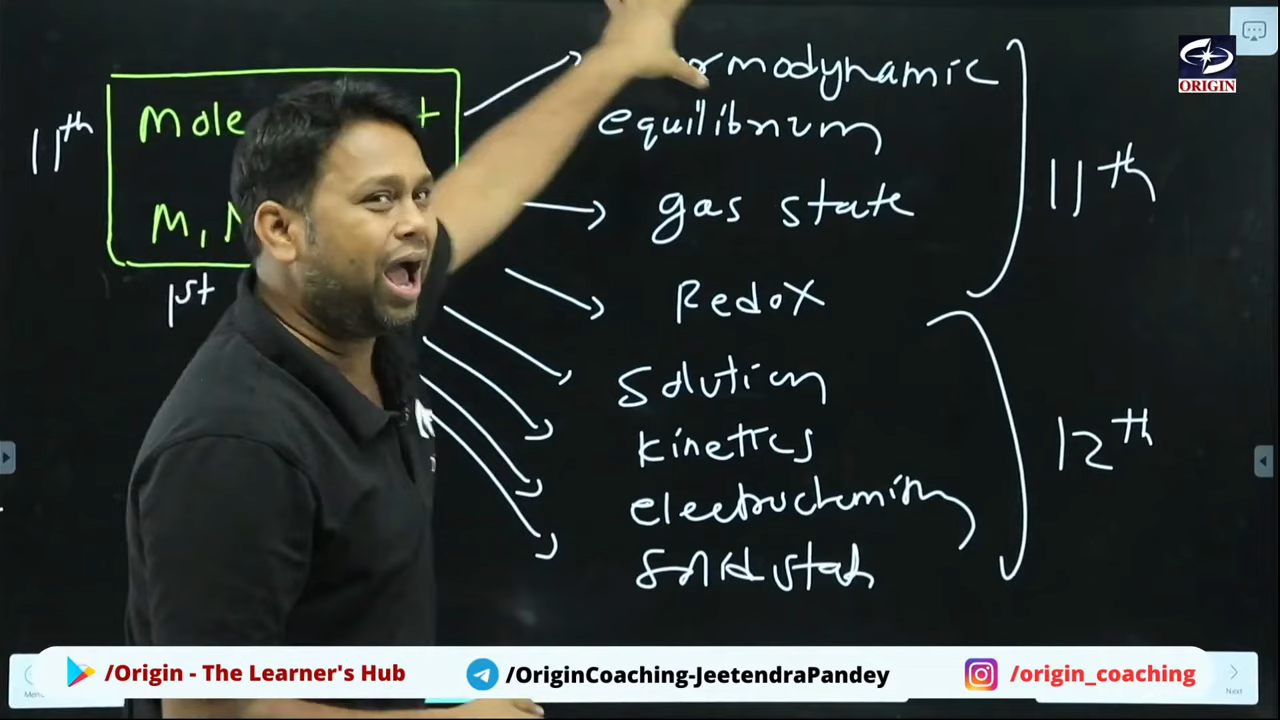 ORIGIN
11th
Mole
M,
1st
equilibrium
gas state
Redox
Solution
Kinetics
electrochemistry
Solid state
11th
12th
/Origin - The Learner's Hub
/OriginCoaching-JeetendraPandey
/origin_coaching
Next